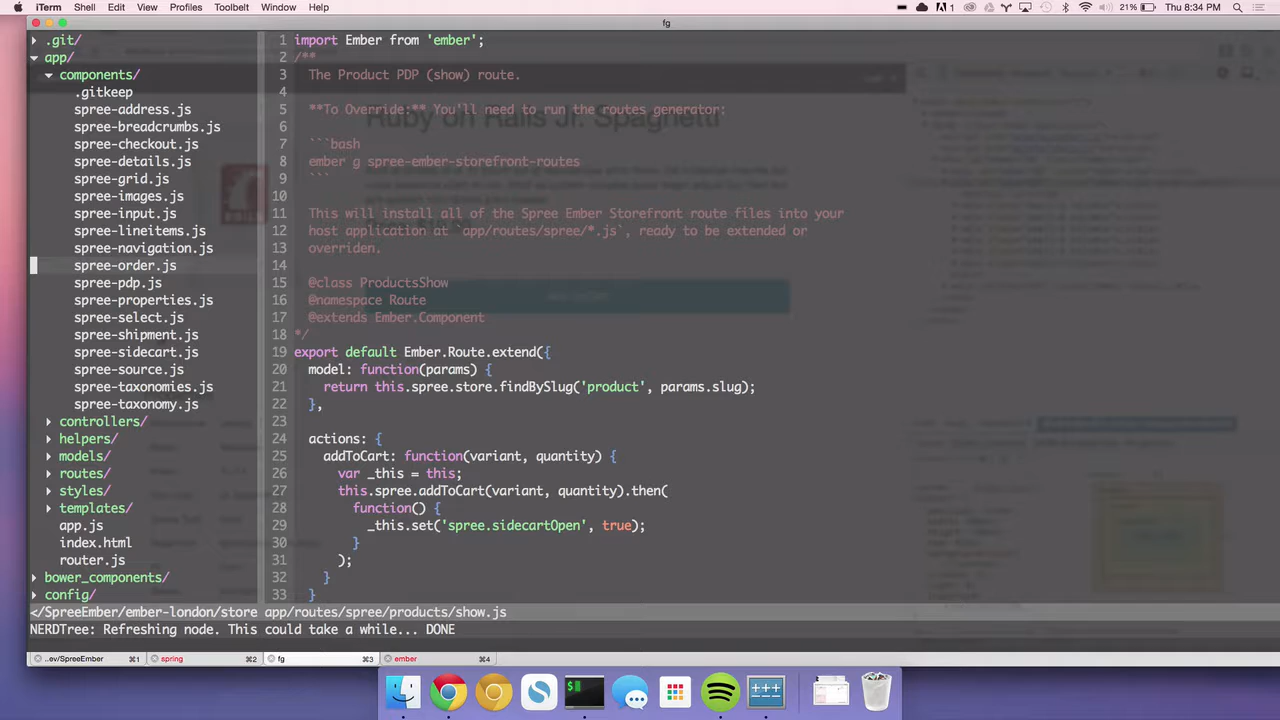 iTerm Shell Edit View Profiles Toolbelt Window Help
1 21% Thu 8:34 PM
fg
.git/
app/
components/
.gitkeep
spree-address.js
spree-breadcrumbs.js
spree-checkout.js
spree-details.js
spree-grid.js
spree-images.js
spree-input.js
spree-lineitems.js
spree-navigation.js
spree-order.js
spree-pdp.js
spree-properties.js
spree-select.js
spree-shipment.js
spree-sidecart.js
spree-source.js
spree-taxonomies.js
spree-taxonomy.js
controllers/
helpers/
models/
routes/
styles/
templates/
app.js
index.html
router.js
bower_components/
config/
1 import Ember from 'ember';
2 /**
3 The Product PDP (show) route.
4
5 **To Override:** You'll need to run the routes generator:
6
7 ```bash
8 ember g spree-ember-storefront-routes
9 ```
10
11 This will install all of the Spree Ember Storefront route files into your
12 host application at `app/routes/spree/*.js`, ready to be extended or
13 overriden.
14
15 @class ProductsShow
16 @namespace Route
17 @extends Ember.Component
18 */
19 export default Ember.Route.extend({
20 model: function(params) {
21 return this.spree.store.findBySlug('product', params.slug);
22 },
23
24 actions: {
25 addToCart: function(variant, quantity) {
26 var _this = this;
27 this.spree.addToCart(variant, quantity).then(
28 function() {
29 _this.set('spree.sidecartOpen', true);
30 }
31 );
32 }
33 }
Ruby on Rails Jr. Spaghetti
</SpreeEmber/ember-london/store app/routes/spree/products/show.js
NERDTree: Refreshing node. This could take a while... DONE
..ev/SpreeEmber ⌘1 spring ⌘2 fg ⌘3 ember ⌘4